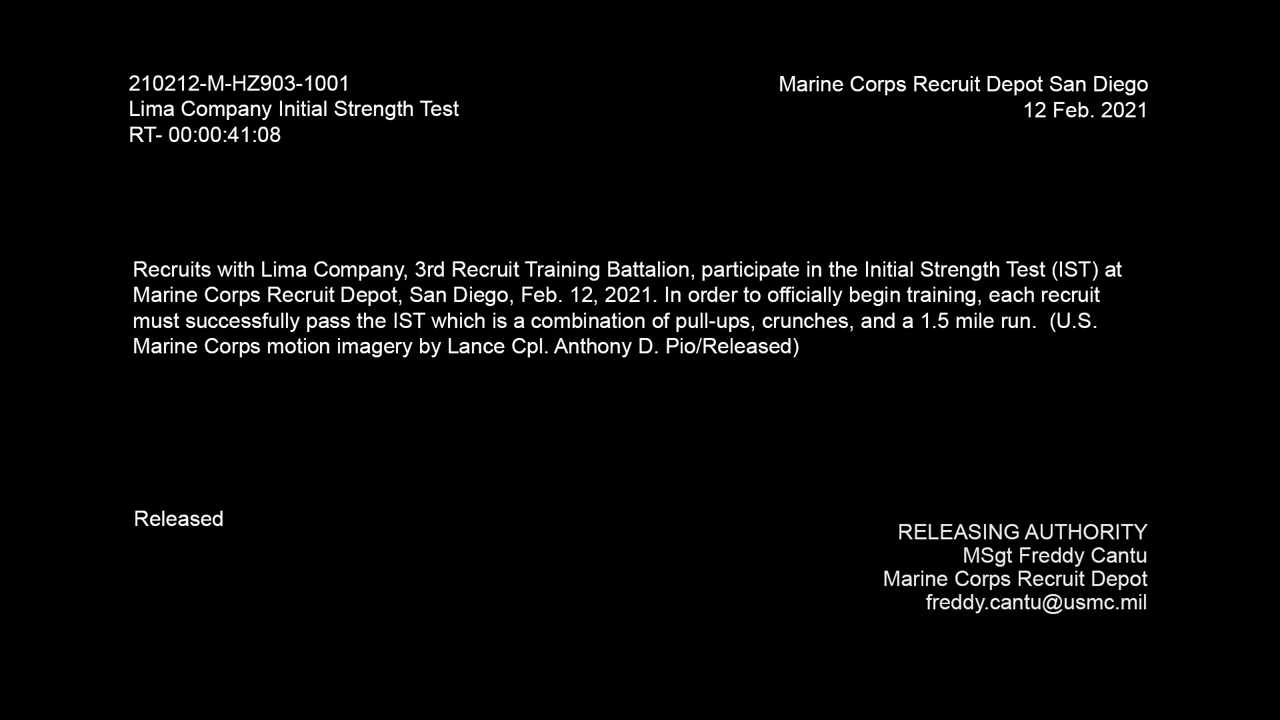 210212-M-HZ903-1001
Lima Company Initial Strength Test
RT- 00:00:41:08
Marine Corps Recruit Depot San Diego
12 Feb. 2021
Recruits with Lima Company, 3rd Recruit Training Battalion, participate in the Initial Strength Test (IST) at
Marine Corps Recruit Depot, San Diego, Feb. 12, 2021. In order to officially begin training, each recruit
must successfully pass the IST which is a combination of pull-ups, crunches, and a 1.5 mile run.  (U.S.
Marine Corps motion imagery by Lance Cpl. Anthony D. Pio/Released)
Released
RELEASING AUTHORITY
MSgt Freddy Cantu
Marine Corps Recruit Depot
freddy.cantu@usmc.mil